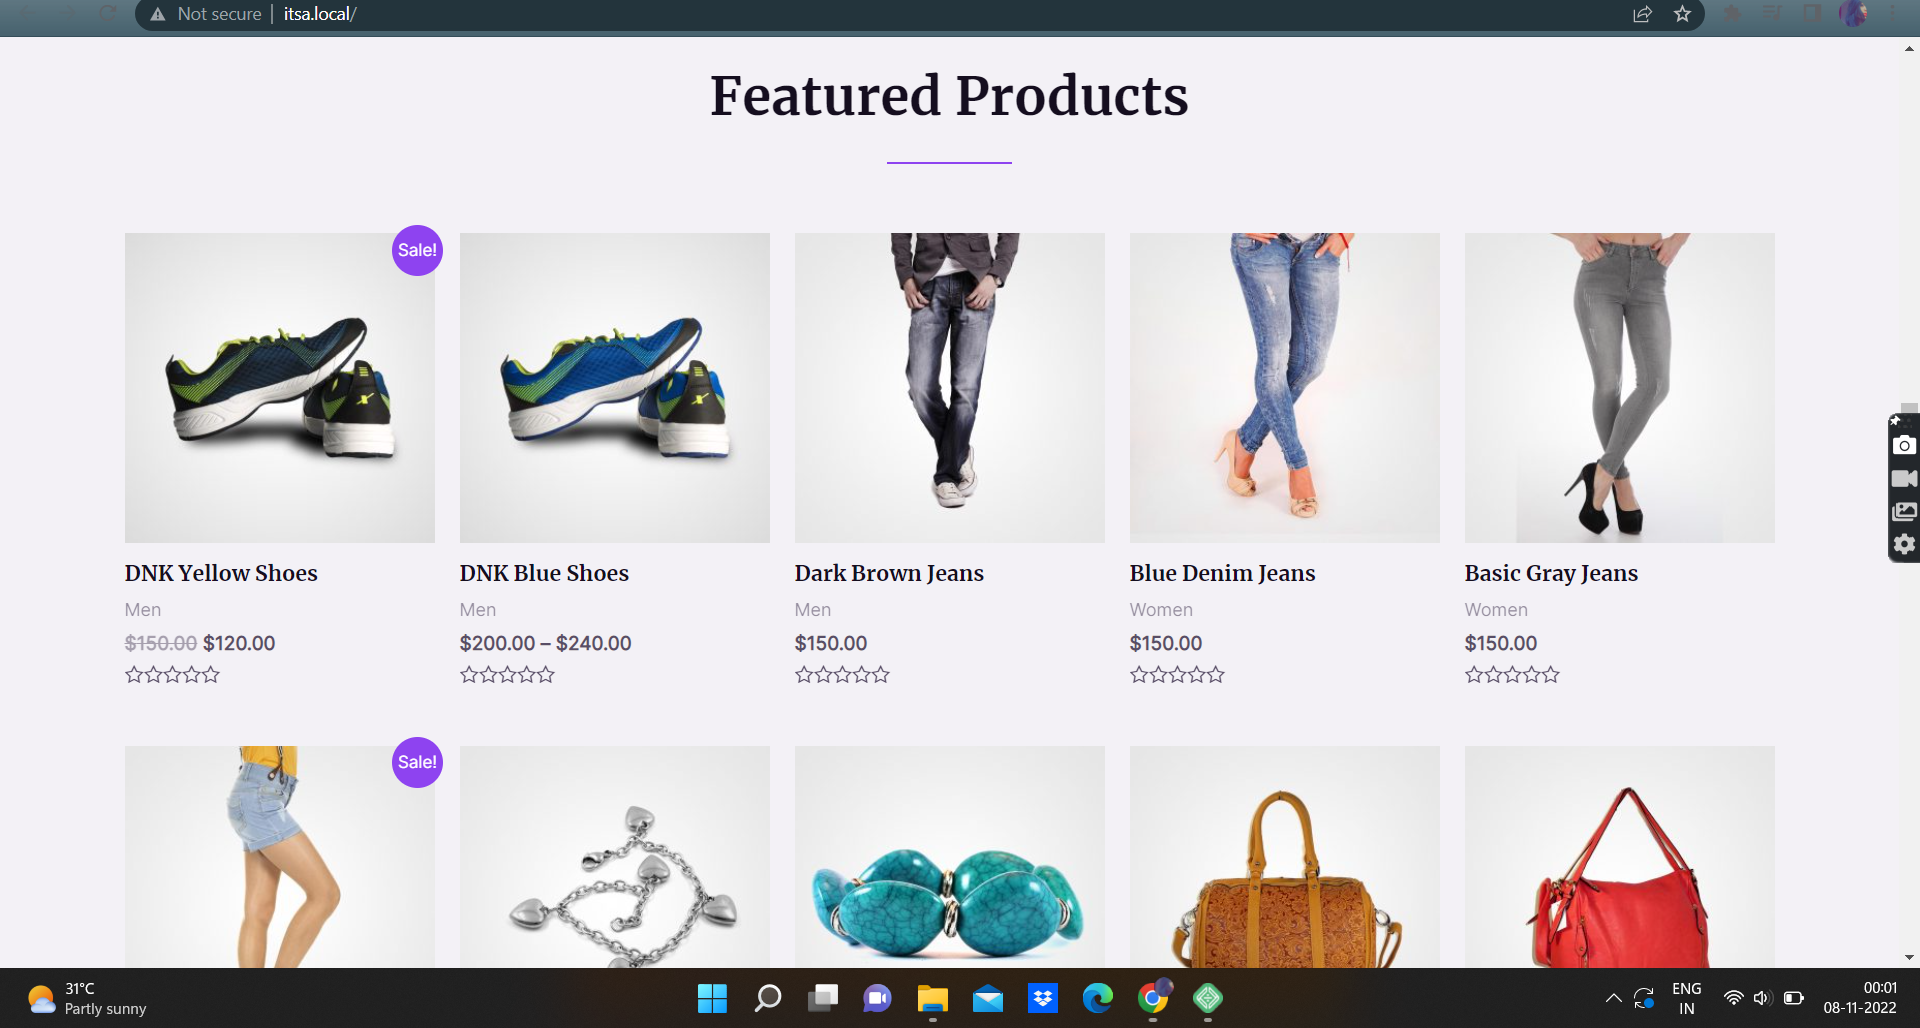 Not secure | itsa.local/
Featured Products
Sale!
DNK Yellow Shoes
Men
$150.00 $120.00
DNK Blue Shoes
Men
$200.00 – $240.00
Dark Brown Jeans
Men
$150.00
Blue Denim Jeans
Women
$150.00
Basic Gray Jeans
Women
$150.00
Sale!
31°C
Partly sunny
ENG
IN
00:01
08-11-2022